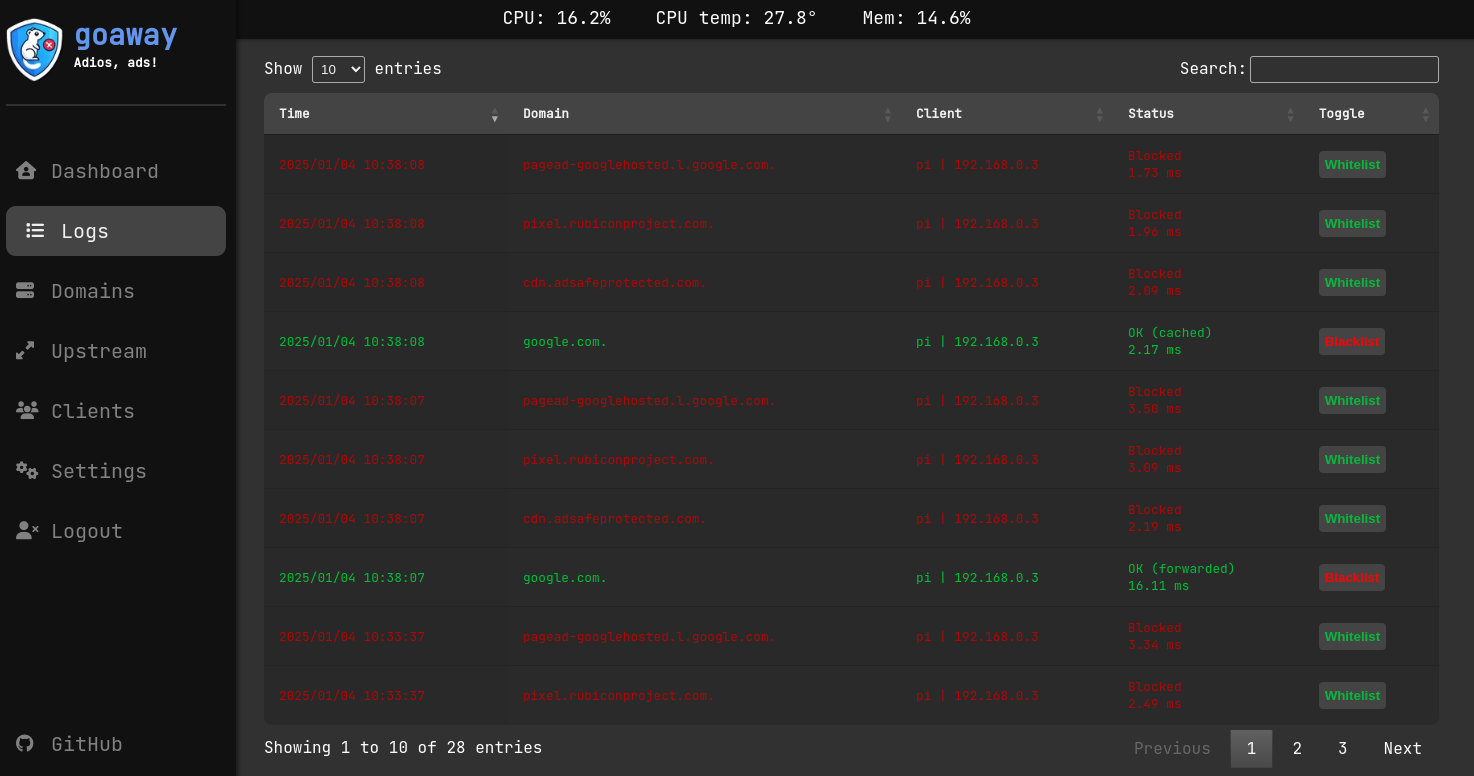 CPU: 16.2% CPU temp: 27.8° Mem: 14.6%
goaway
Adios, ads!
Dashboard
Logs
Domains
Upstream
Clients
Settings
Logout
GitHub
Show 10 entries Search:
Time Domain Client Status Toggle
2025/01/04 10:38:08 pagead-googlehosted.l.google.com. pi | 192.168.0.3 Blocked Whitelist
1.73 ms
2025/01/04 10:38:08 pixel.rubiconproject.com. pi | 192.168.0.3 Blocked Whitelist
1.96 ms
2025/01/04 10:38:08 cdn.adsafeprotected.com. pi | 192.168.0.3 Blocked Whitelist
2.09 ms
2025/01/04 10:38:08 google.com. pi | 192.168.0.3 OK (cached) Blacklist
2.17 ms
2025/01/04 10:38:07 pagead-googlehosted.l.google.com. pi | 192.168.0.3 Blocked Whitelist
3.50 ms
2025/01/04 10:38:07 pixel.rubiconproject.com. pi | 192.168.0.3 Blocked Whitelist
3.09 ms
2025/01/04 10:38:07 cdn.adsafeprotected.com. pi | 192.168.0.3 Blocked Whitelist
2.19 ms
2025/01/04 10:38:07 google.com. pi | 192.168.0.3 OK (forwarded) Blacklist
16.11 ms
2025/01/04 10:33:37 pagead-googlehosted.l.google.com. pi | 192.168.0.3 Blocked Whitelist
3.34 ms
2025/01/04 10:33:37 pixel.rubiconproject.com. pi | 192.168.0.3 Blocked Whitelist
2.49 ms
Showing 1 to 10 of 28 entries Previous 1 2 3 Next